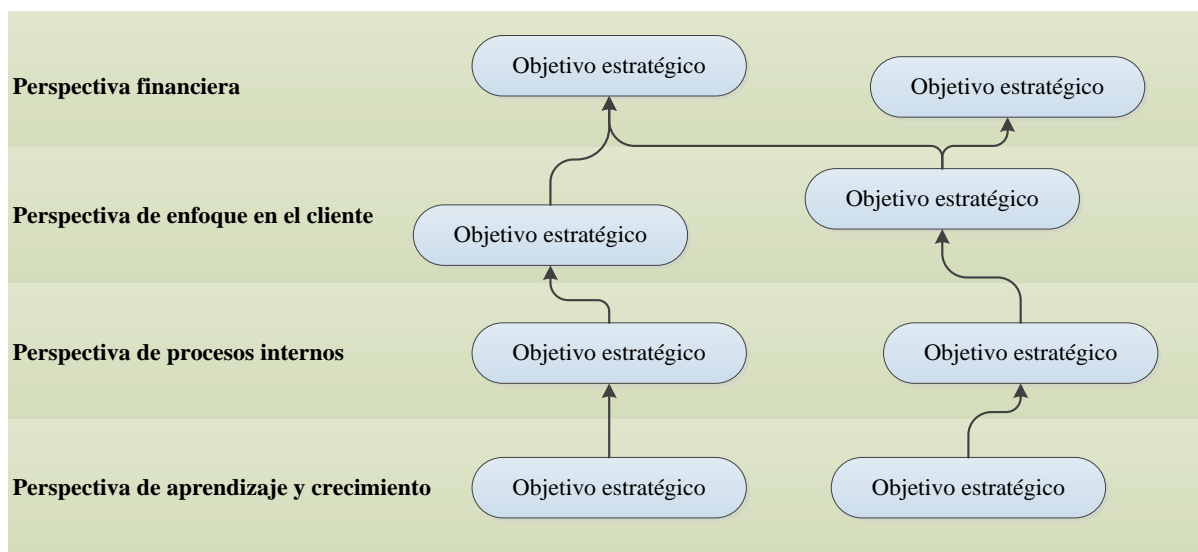 Perspectiva financiera
Objetivo estratégico
Objetivo estratégico
Perspectiva de enfoque en el cliente
Objetivo estratégico
Objetivo estratégico
Perspectiva de procesos internos
Objetivo estratégico
Objetivo estratégico
Perspectiva de aprendizaje y crecimiento
Objetivo estratégico
Objetivo estratégico